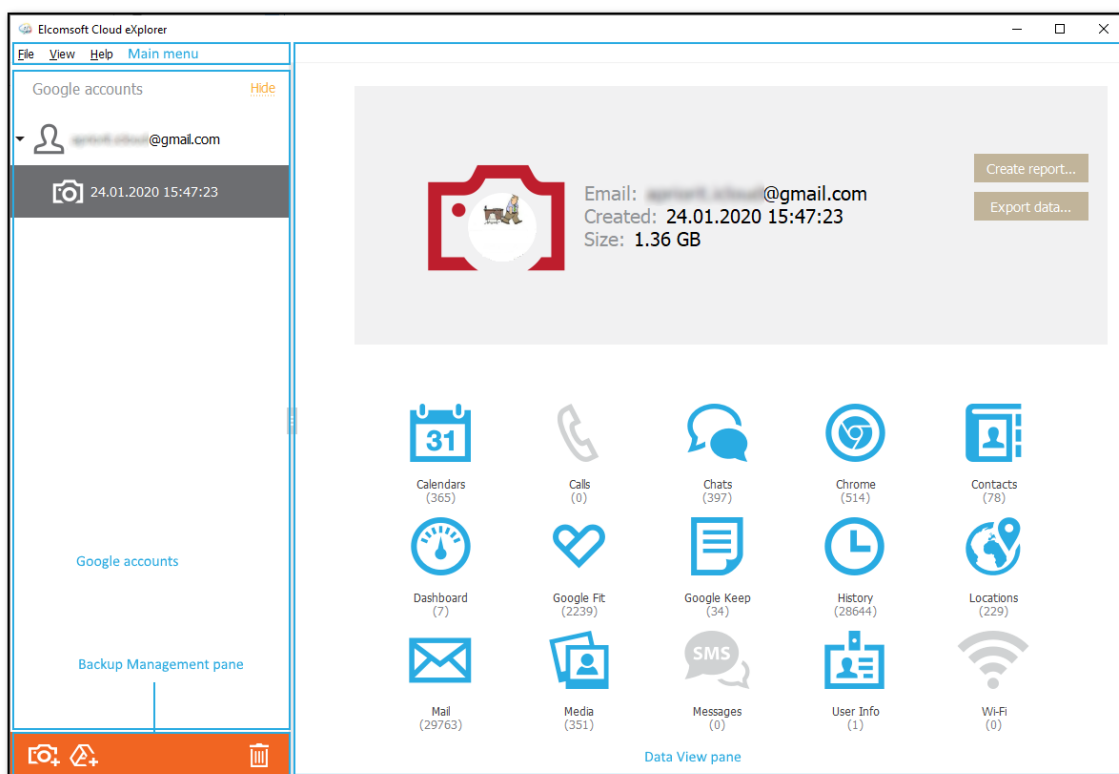 Elcomsoft Cloud eXplorer
File View Help Main menu
Google accounts Hide
@gmail.com
24.01.2020 15:47:23
Google accounts
Backup Management pane
Email: @gmail.com
Created: 24.01.2020 15:47:23
Size: 1.36 GB
Create report...
Export data...
31
Calendars
(365)
Calls
(0)
Chats
(397)
Chrome
(514)
Contacts
(78)
Dashboard
(7)
Google Fit
(2239)
Google Keep
(34)
History
(28644)
Locations
(229)
Mail
(29763)
Media
(351)
SMS
Messages
(0)
User Info
(1)
Wi-Fi
(0)
Data View pane